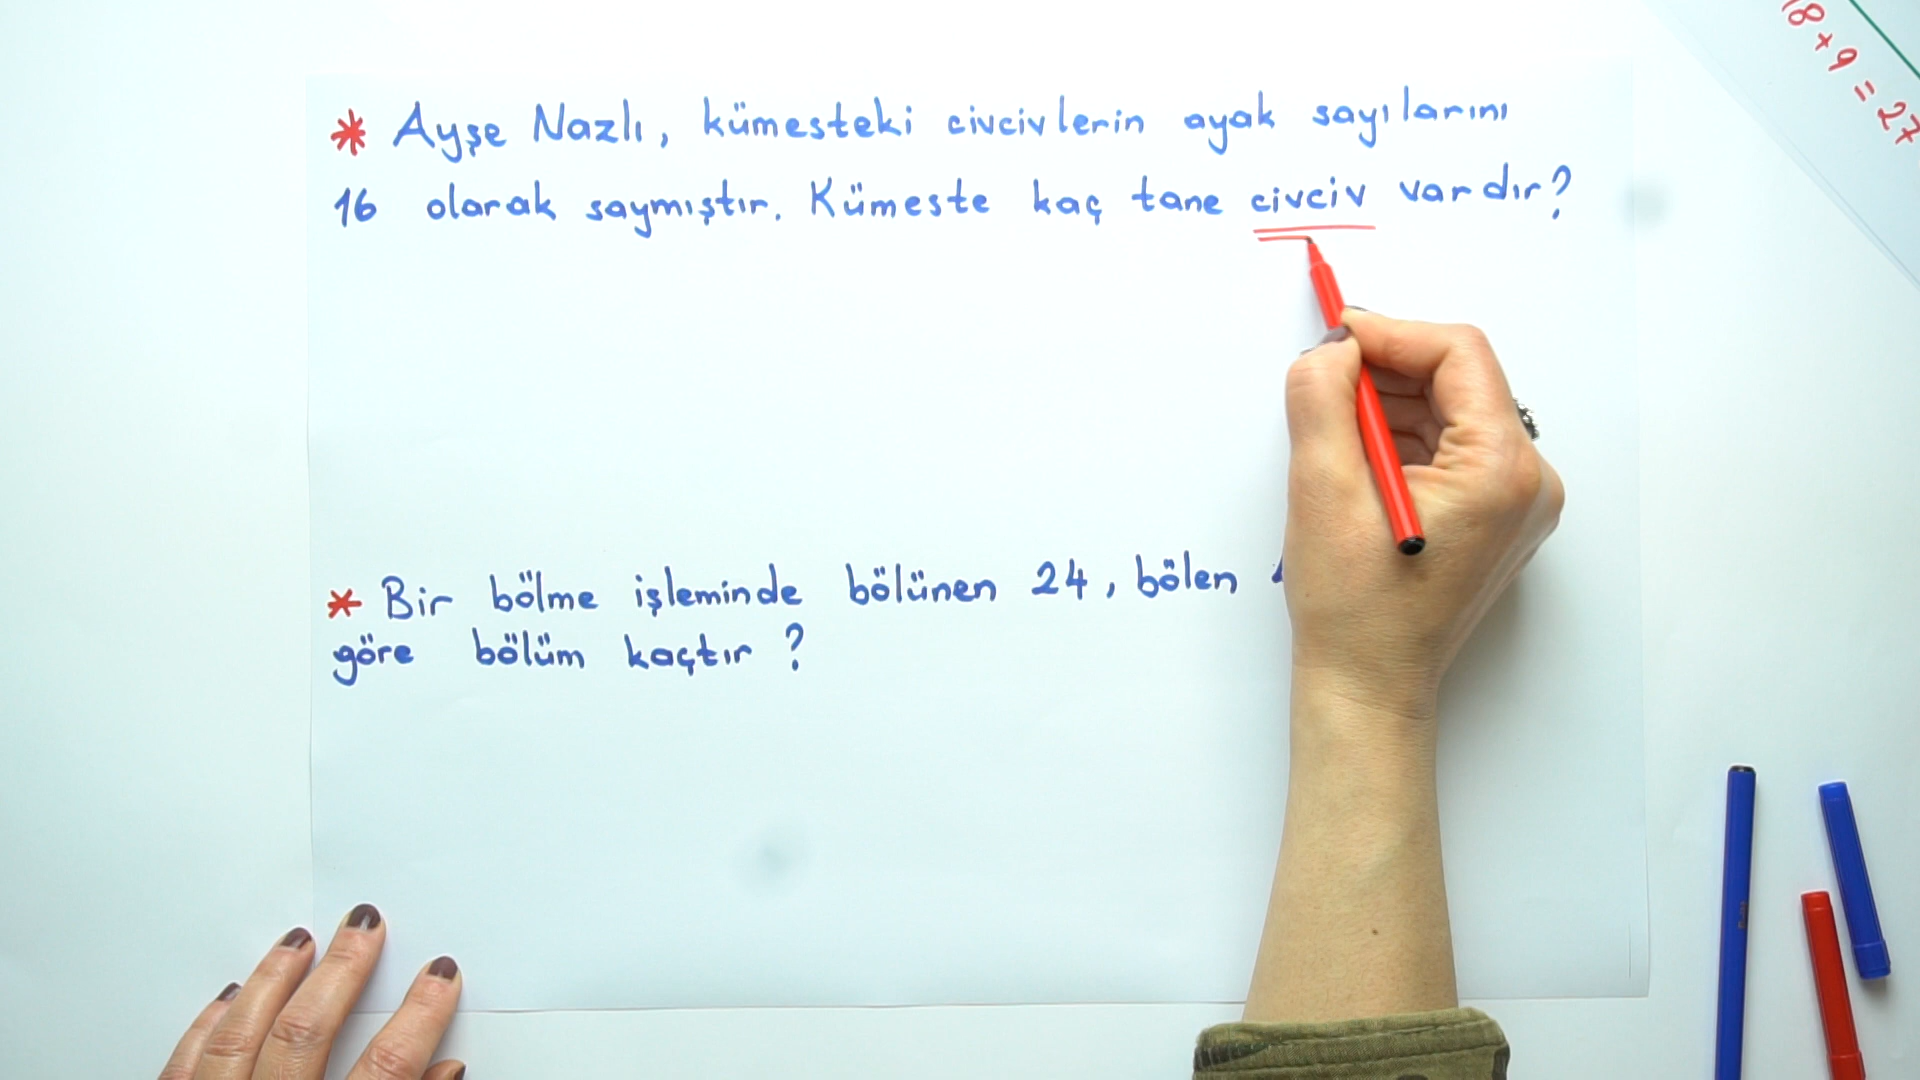 * Ayşe Nazlı, kümesteki civcivlerin ayak sayılarını
16 olarak saymıştır. Kümeste kaç tane civciv vardır?
* Bir bölme işleminde bölünen 24, bölen
göre bölüm kaçtır ?
18 + 9 = 27